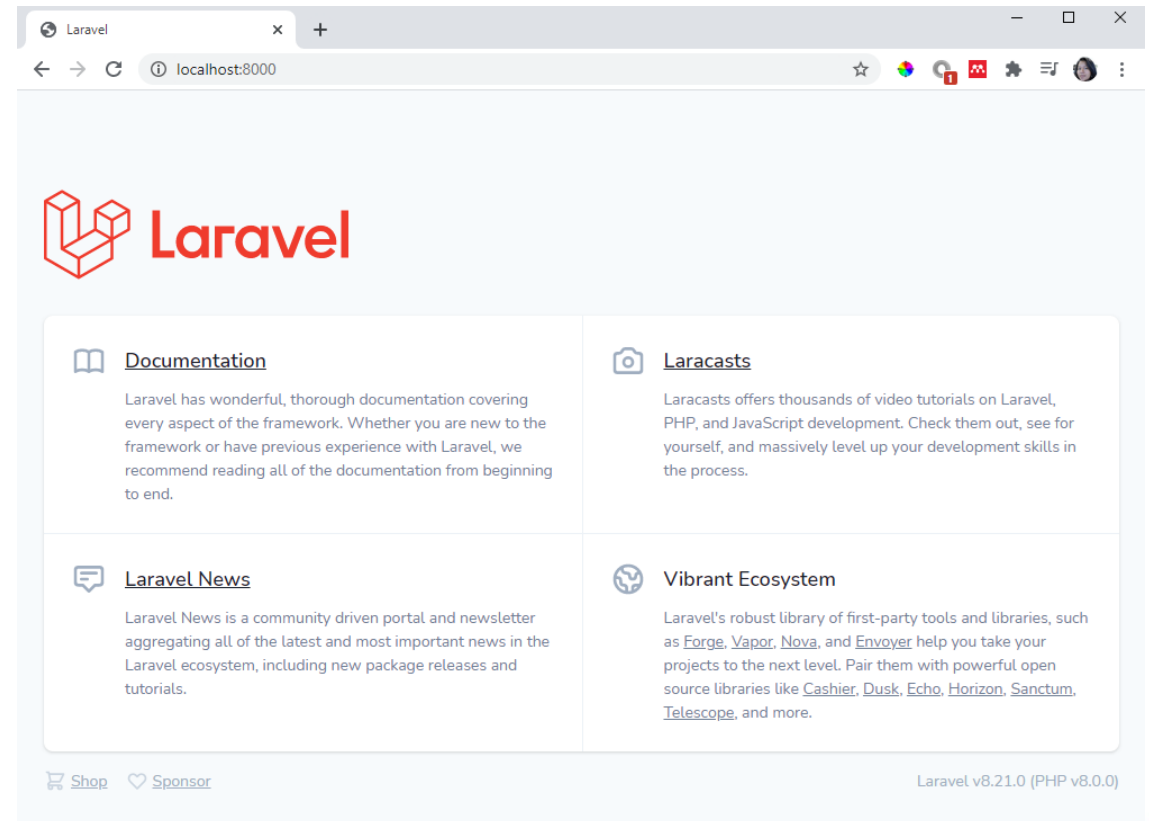 Laravel
localhost:8000
1
Laravel
Documentation
Laravel has wonderful, thorough documentation covering
every aspect of the framework. Whether you are new to the
framework or have previous experience with Laravel, we
recommend reading all of the documentation from beginning
to end.
Laracasts
Laracasts offers thousands of video tutorials on Laravel,
PHP, and JavaScript development. Check them out, see for
yourself, and massively level up your development skills in
the process.
Laravel News
Laravel News is a community driven portal and newsletter
aggregating all of the latest and most important news in the
Laravel ecosystem, including new package releases and
tutorials.
Vibrant Ecosystem
Laravel's robust library of first-party tools and libraries, such
as Forge, Vapor, Nova, and Envoyer help you take your
projects to the next level. Pair them with powerful open
source libraries like Cashier, Dusk, Echo, Horizon, Sanctum,
Telescope, and more.
Shop Sponsor
Laravel v8.21.0 (PHP v8.0.0)